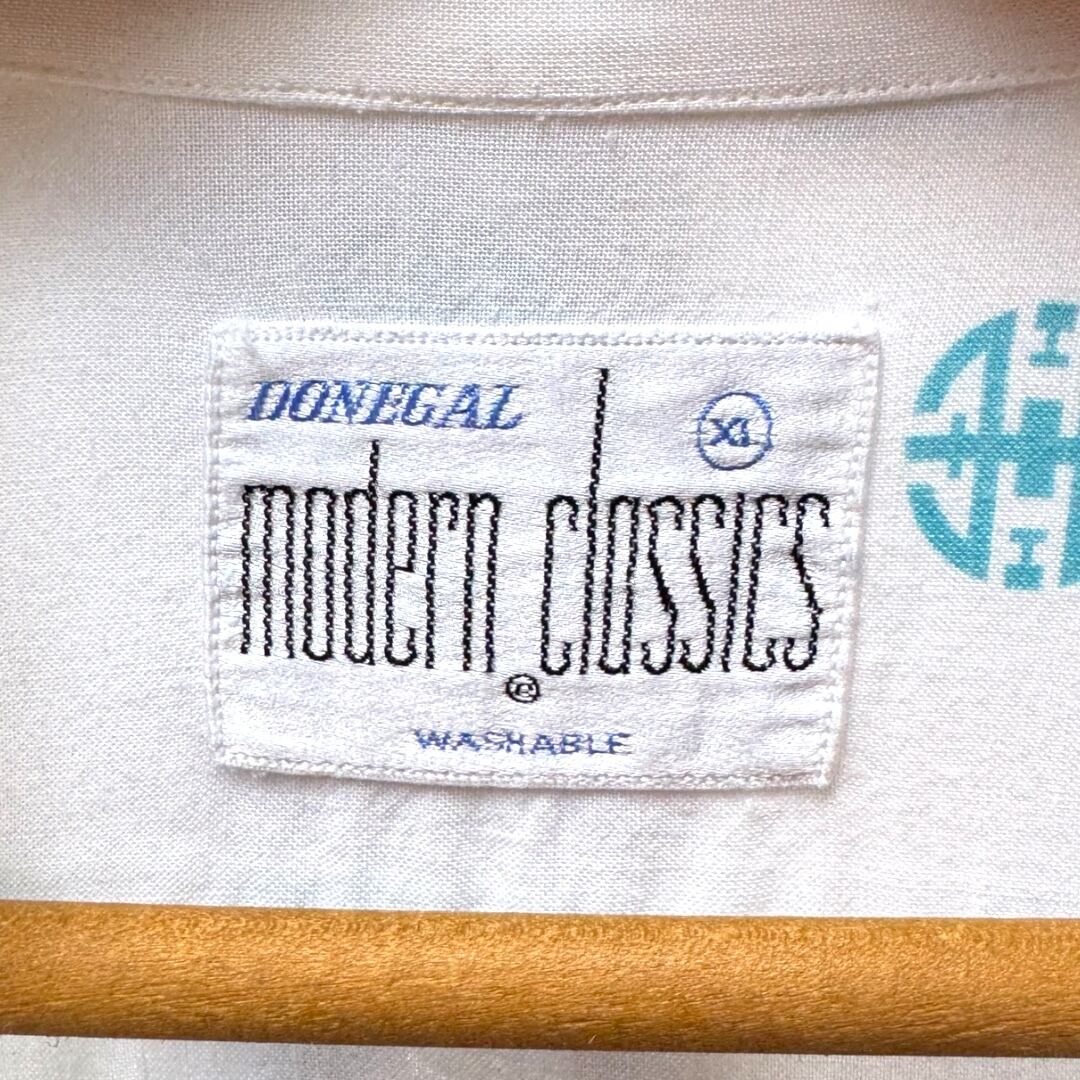 DONEGAL
XL
modern classics
©
WASHABLE